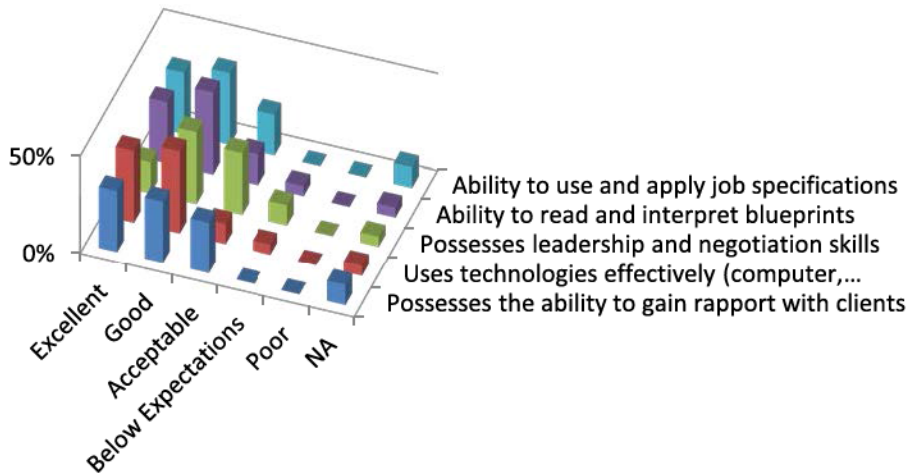 50%
0%
Excellent
Good
Acceptable
Below Expectations
Poor
NA
Ability to use and apply job specifications
Ability to read and interpret blueprints
Possesses leadership and negotiation skills
Uses technologies effectively (computer,…
Possesses the ability to gain rapport with clients